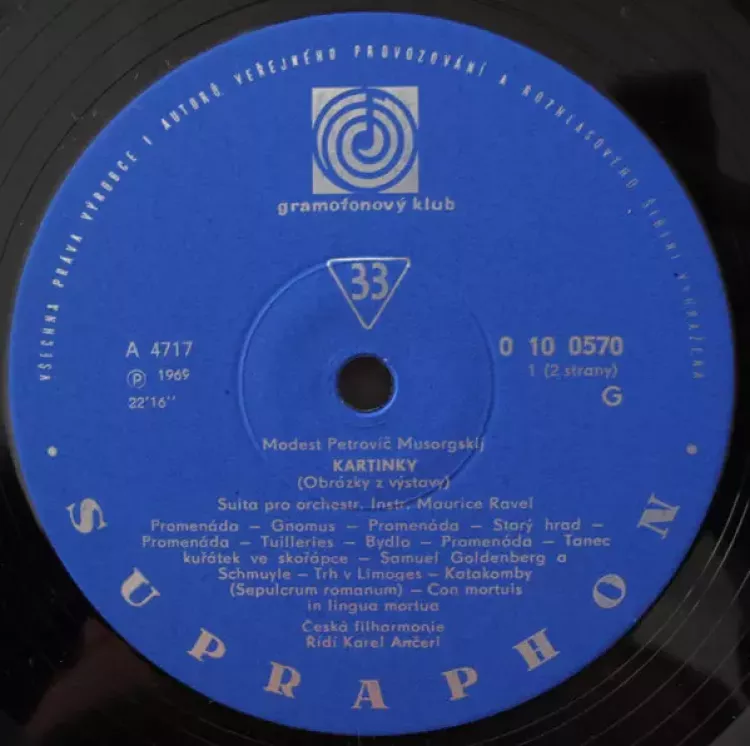 VŠECHNA PRÁVA VÝROBCE I AUTORŮ VEŘEJNÉHO PROVOZOVÁNÍ A ROZHLASOVÉHO ŠÍŘENÍ VYHRAŽENA
gramofonový klub
33
A 4717
℗ 1969
22'16''
0 10 0570
1 (2 strany)
G
Modest Petrovič Musorgskij
KARTINKY
(Obrázky z výstavy)
Suita pro orchestr. Instr. Maurice Ravel
Promenáda – Gnomus – Promenáda – Starý hrad –
Promenáda – Tuilleries – Bydlo – Promenáda – Tanec
kuřátek ve skořápce – Samuel Goldenberg a
Schmuyle – Trh v Limoges – Katakomby
(Sepulcrum romanum) – Con mortuis
in lingua mortua
Česká filharmonie
Řídí Karel Ančerl
• SUPRAPHON •